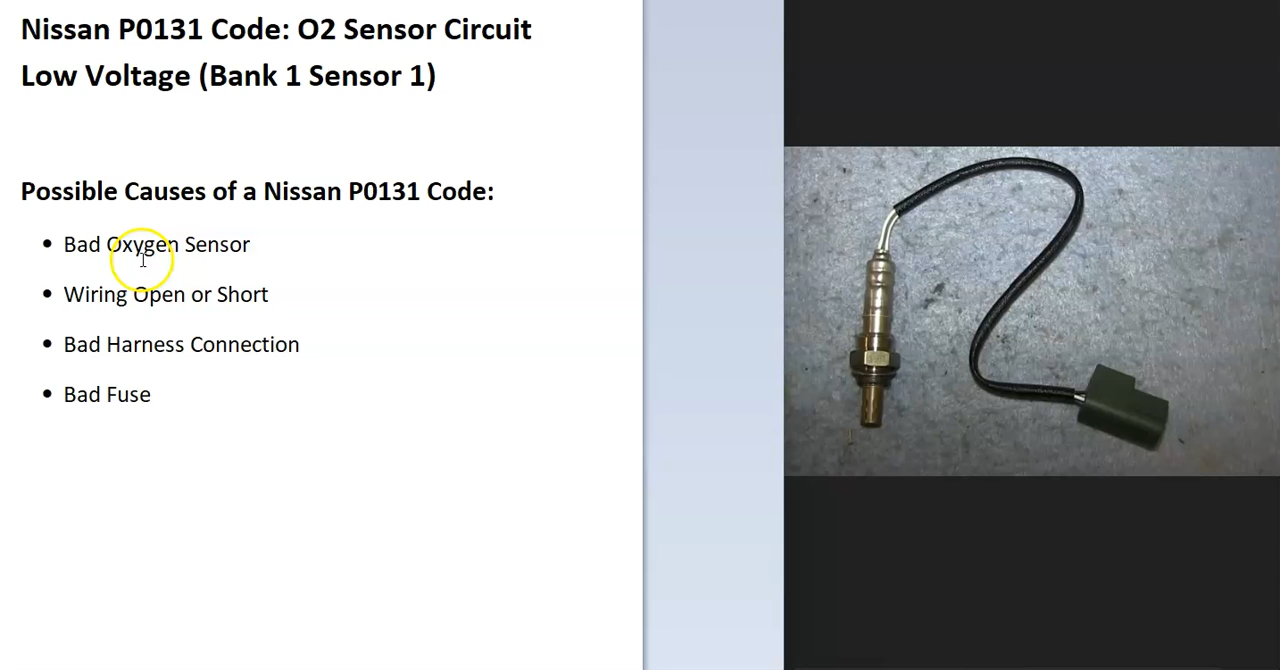 Nissan P0131 Code: O2 Sensor Circuit
Low Voltage (Bank 1 Sensor 1)
Possible Causes of a Nissan P0131 Code:
• Bad Oxygen Sensor
• Wiring Open or Short
• Bad Harness Connection
• Bad Fuse